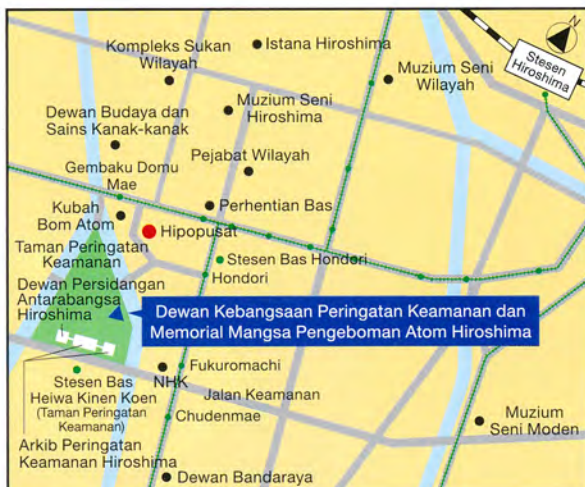 N
Stesen
Hiroshima
Istana Hiroshima
Kompleks Sukan
Wilayah
Muzium Seni
Wilayah
Muzium Seni
Hiroshima
Dewan Budaya dan
Sains Kanak-kanak
Pejabat Wilayah
Gembaku Domu
Mae
Perhentian Bas
Kubah
Bom Atom
Hipopusat
Taman Peringatan
Keamanan
Stesen Bas Hondori
Hondori
Dewan Persidangan
Antarabangsa
Hiroshima
Dewan Kebangsaan Peringatan Keamanan dan
Memorial Mangsa Pengeboman Atom Hiroshima
Fukuromachi
NHK
Jalan Keamanan
Stesen Bas
Heiwa Kinen Koen
(Taman Peringatan
Keamanan)
Chudenmae
Muzium
Seni Moden
Arkib Peringatan
Keamanan Hiroshima
Dewan Bandaraya